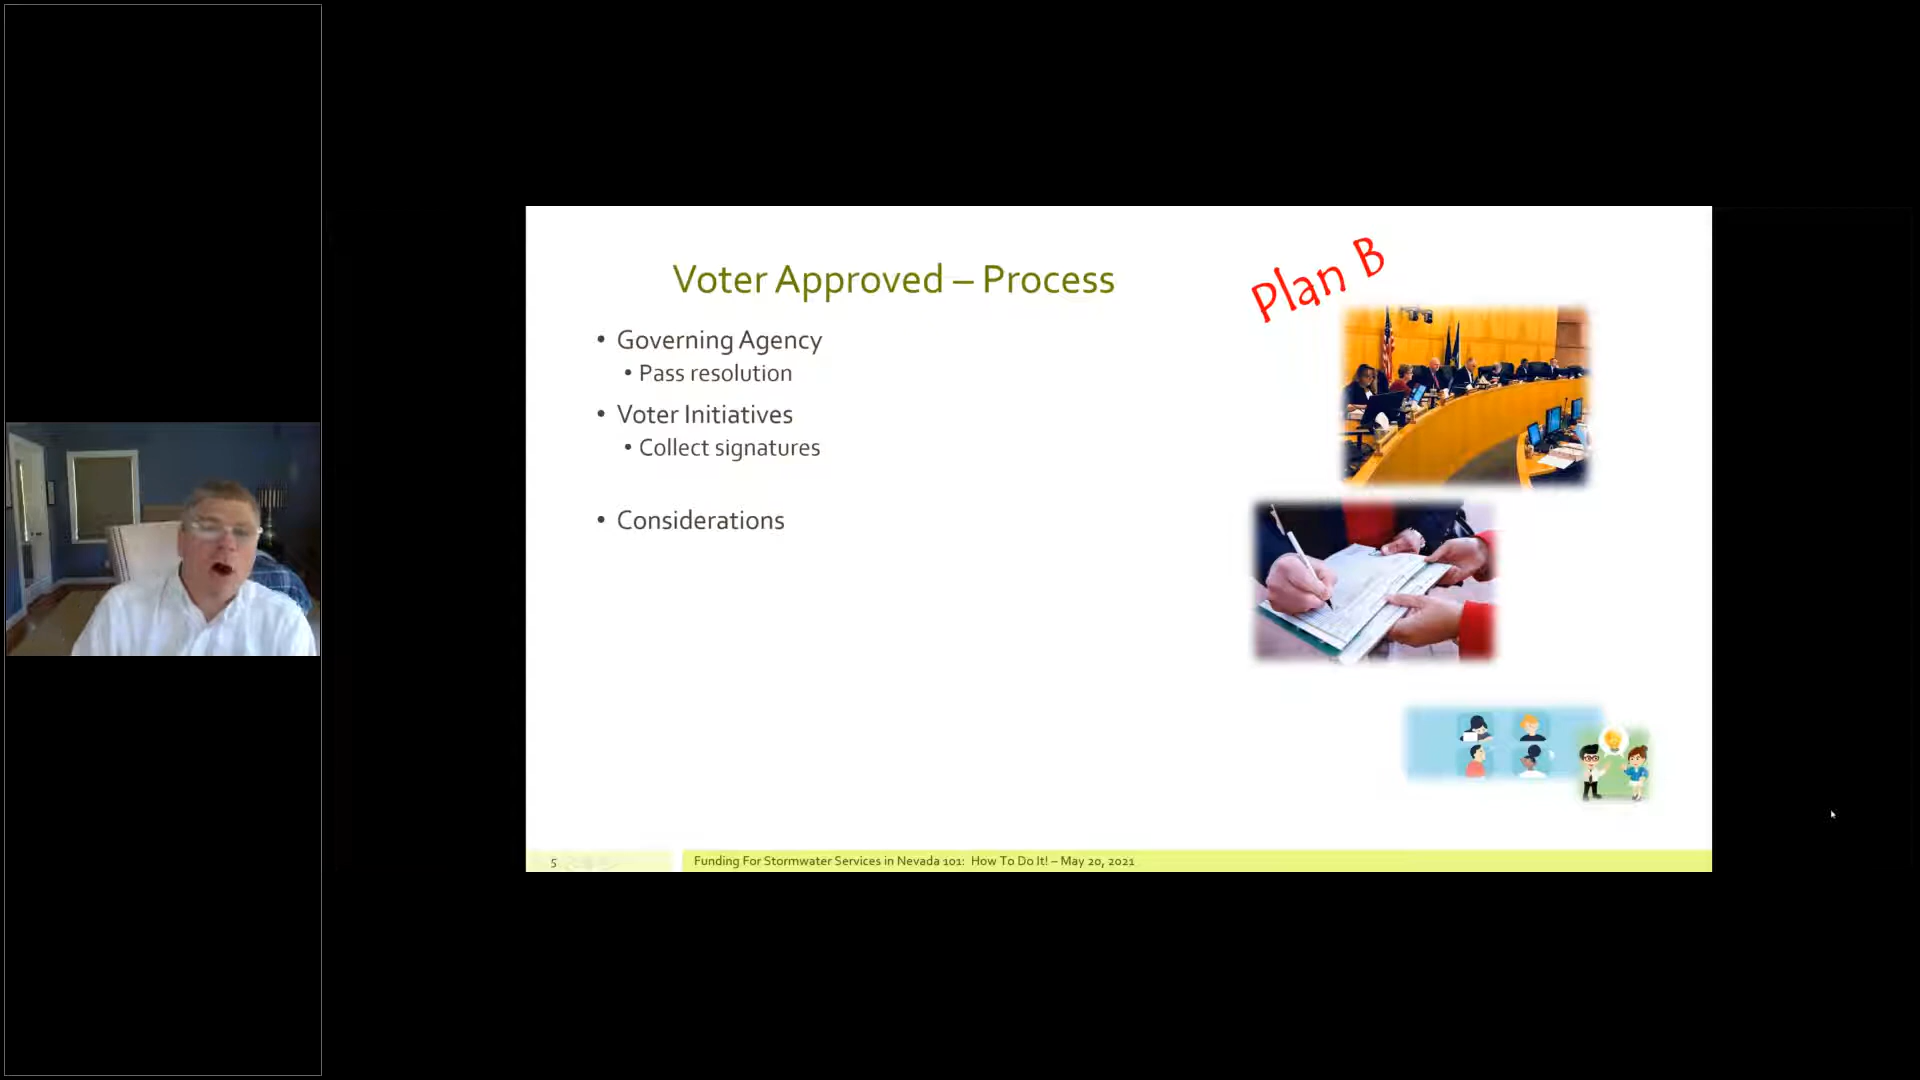 Voter Approved – Process
Plan B
• Governing Agency
• Pass resolution
• Voter Initiatives
• Collect signatures
• Considerations
5
Funding For Stormwater Services in Nevada 101: How To Do It! – May 20, 2021